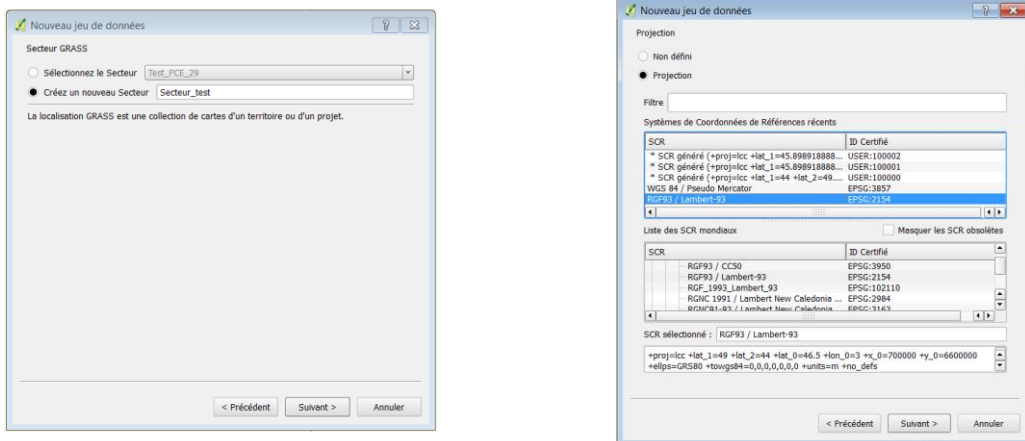 Nouveau jeu de données
Secteur GRASS
Sélectionnez le Secteur Test_PCE_29
Créez un nouveau Secteur Secteur_test
La localisation GRASS est une collection de cartes d'un territoire ou d'un projet.
< Précédent Suivant > Annuler
Nouveau jeu de données
Projection
Non défini
Projection
Filtre
Systèmes de Coordonnées de Références récents
SCR ID Certifié
* SCR généré (+proj=lcc +lat_1=45.898918888... USER:100002
* SCR généré (+proj=lcc +lat_1=45.898918888... USER:100001
* SCR généré (+proj=lcc +lat_1=44 +lat_2=49.... USER:100000
WGS 84 / Pseudo Mercator EPSG:3857
RGF93 / Lambert-93 EPSG:2154
Liste des SCR mondiaux Masquer les SCR obsolètes
SCR ID Certifié
RGF93 / CC50 EPSG:3950
RGF93 / Lambert-93 EPSG:2154
RGF_1993_Lambert_93 EPSG:102110
RGNC 1991 / Lambert New Caledonia ... EPSG:2984
RGNC91-93 / Lambert New Caledonia EPSG:3163
SCR sélectionné : RGF93 / Lambert-93
+proj=lcc +lat_1=49 +lat_2=44 +lat_0=46.5 +lon_0=3 +x_0=700000 +y_0=6600000
+ellps=GRS80 +towgs84=0,0,0,0,0,0,0 +units=m +no_defs
< Précédent Suivant > Annuler